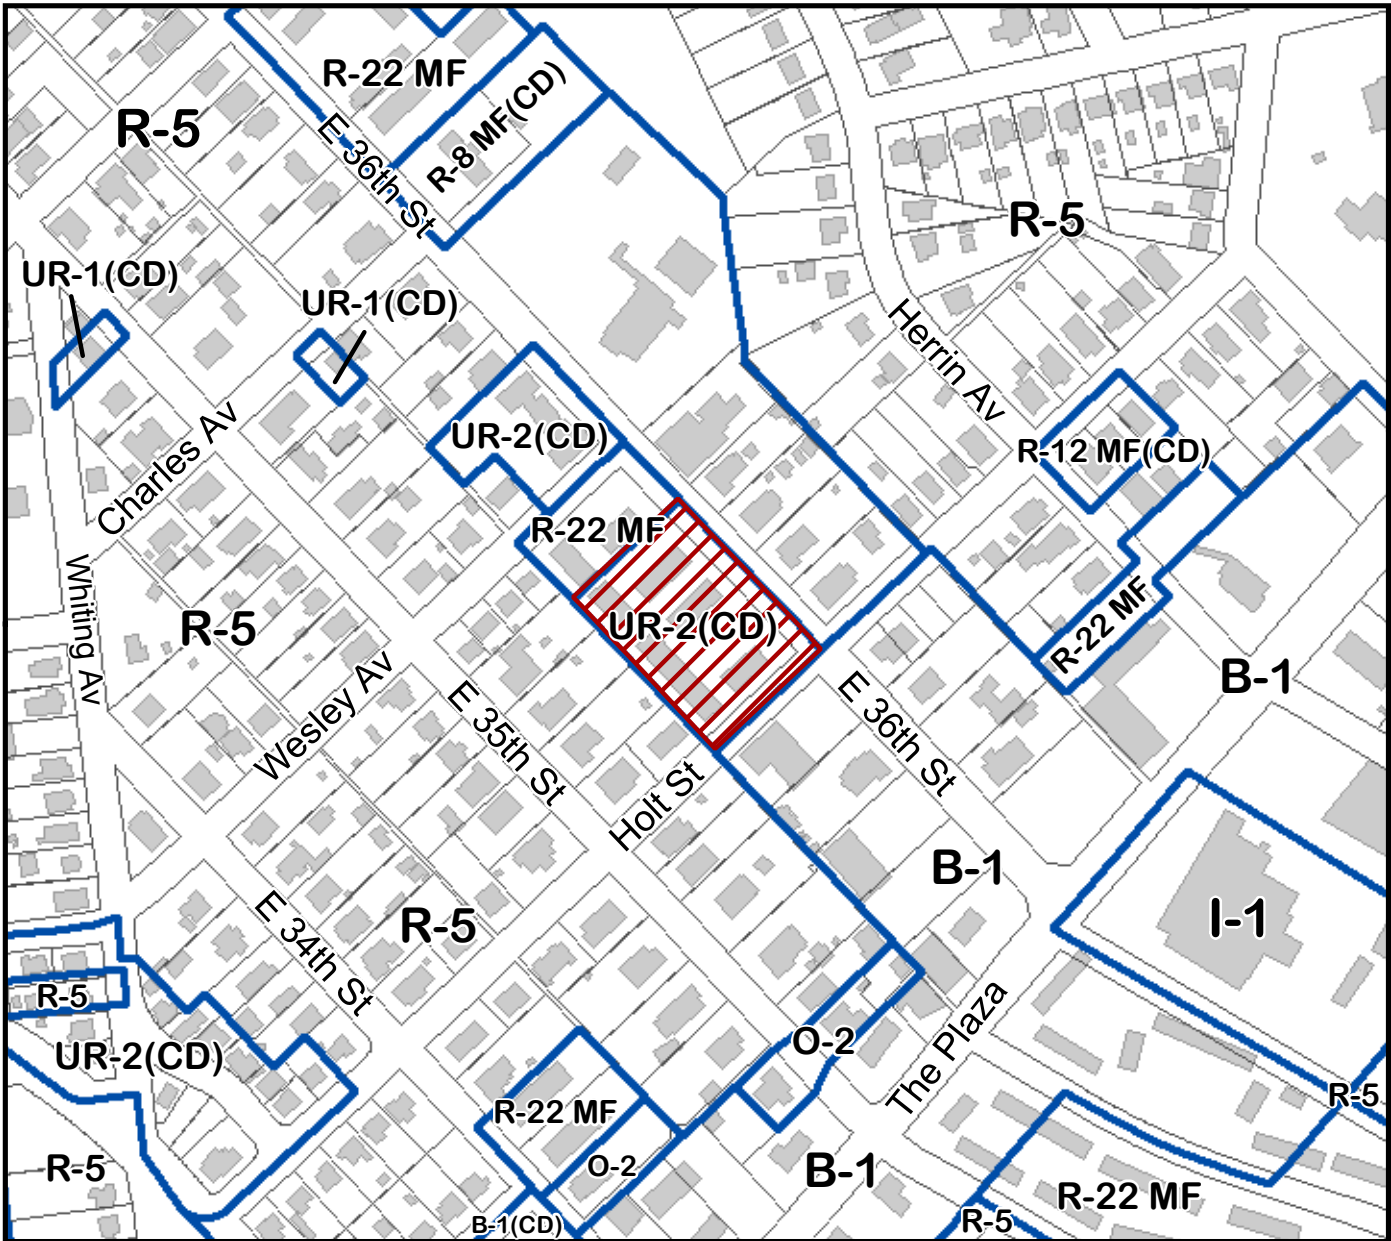 R-22 MF
R-5
E 36th St
R-8 MF(CD)
R-5
UR-1(CD)
UR-1(CD)
Herrin Av
UR-2(CD)
Charles Av
R-12 MF(CD)
R-22 MF
Whiting Av
R-5
UR-2(CD)
R-22 MF
B-1
Wesley Av
E 35th St
E 36th St
Holt St
B-1
I-1
E 34th St
R-5
R-5
O-2
The Plaza
UR-2(CD)
R-5
R-22 MF
R-5
O-2
B-1
R-22 MF
B-1(CD)
R-5